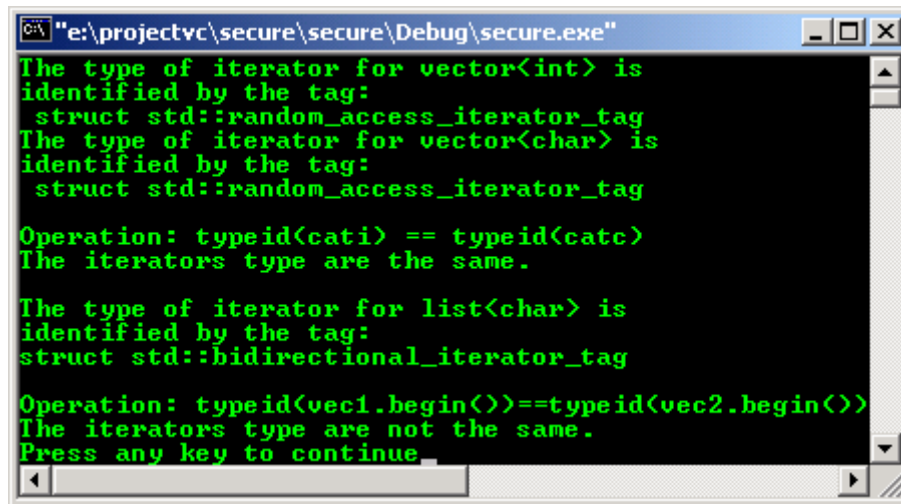 "e:\projectvc\secure\secure\Debug\secure.exe"
The type of iterator for vector<int> is
identified by the tag:
 struct std::random_access_iterator_tag
The type of iterator for vector<char> is
identified by the tag:
 struct std::random_access_iterator_tag
Operation: typeid(cati) == typeid(catc)
The iterators type are the same.
The type of iterator for list<char> is
identified by the tag:
struct std::bidirectional_iterator_tag
Operation: typeid(vec1.begin())==typeid(vec2.begin())
The iterators type are not the same.
Press any key to continue_